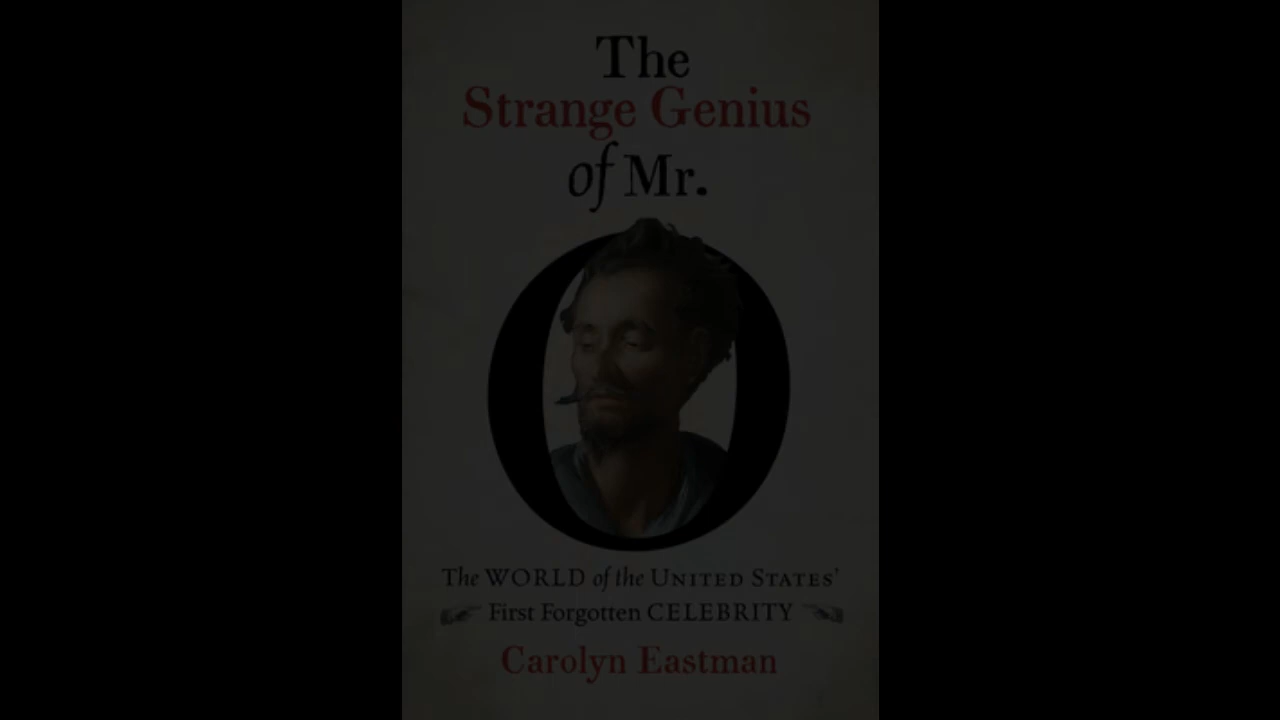 The
Strange Genius
of Mr.
O
The WORLD of the UNITED STATES'
First Forgotten CELEBRITY
Carolyn Eastman